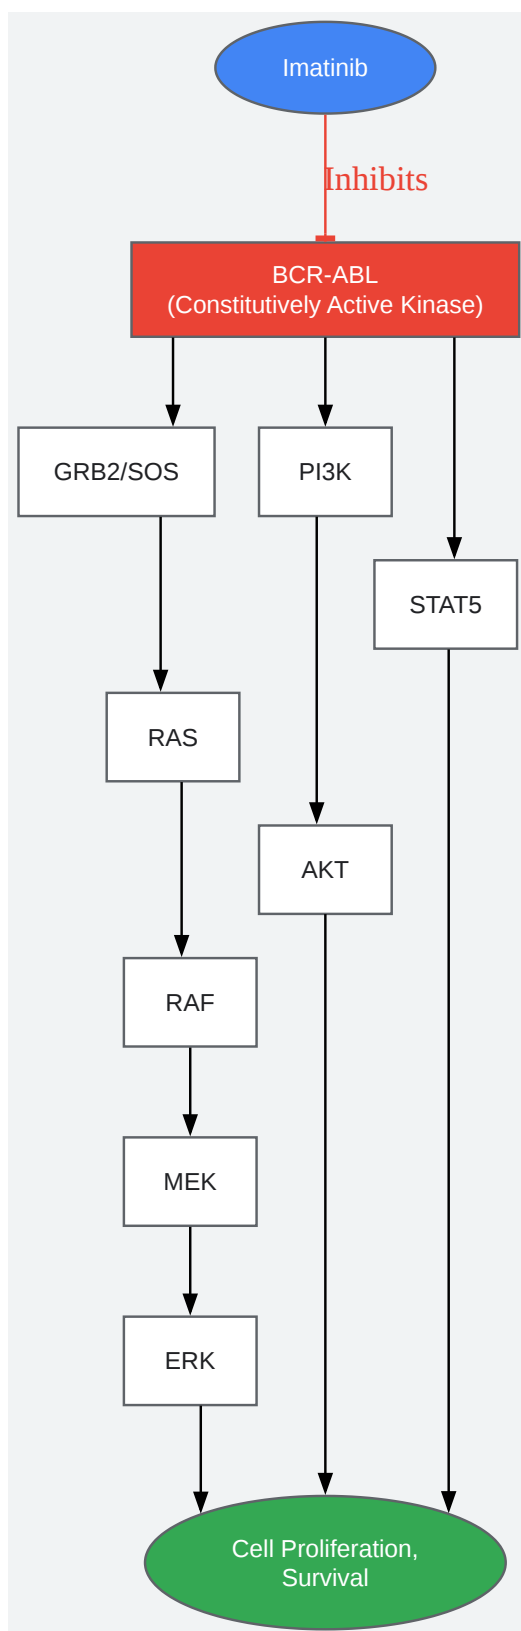 Imatinib
Inhibits
BCR-ABL
(Constitutively Active Kinase)
GRB2/SOS
PI3K
STAT5
RAS
AKT
RAF
MEK
ERK
Cell Proliferation,
Survival